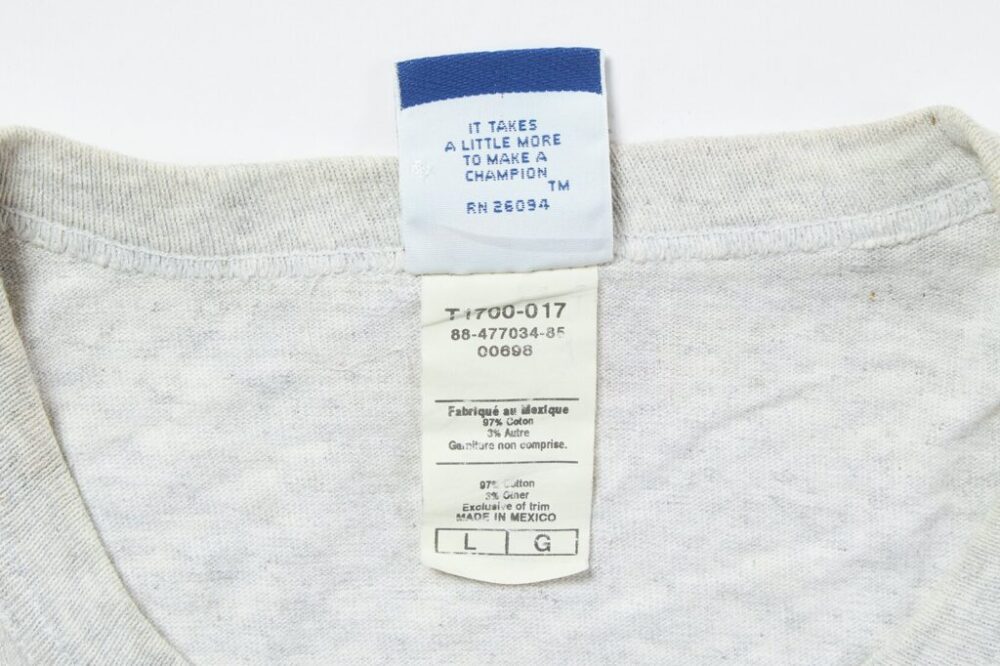 IT TAKES
A LITTLE MORE
TO MAKE A
CHAMPION
TM
RN 26094
T1700-017
88-477034-85
00698
Fabriqué au Mexique
97% Coton
3% Autre
Garniture non comprise.
97% Cotton
3% Other
Exclusive of trim
MADE IN MEXICO
L G